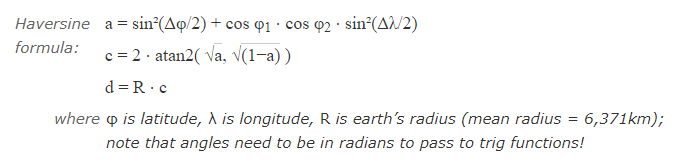 Haversine a = sin²(Δφ/2) + cos φ1 ⋅ cos φ2 ⋅ sin²(Δλ/2)
formula: c = 2 ⋅ atan2( √a, √(1−a) )
d = R ⋅ c
where φ is latitude, λ is longitude, R is earth’s radius (mean radius = 6,371km);
note that angles need to be in radians to pass to trig functions!